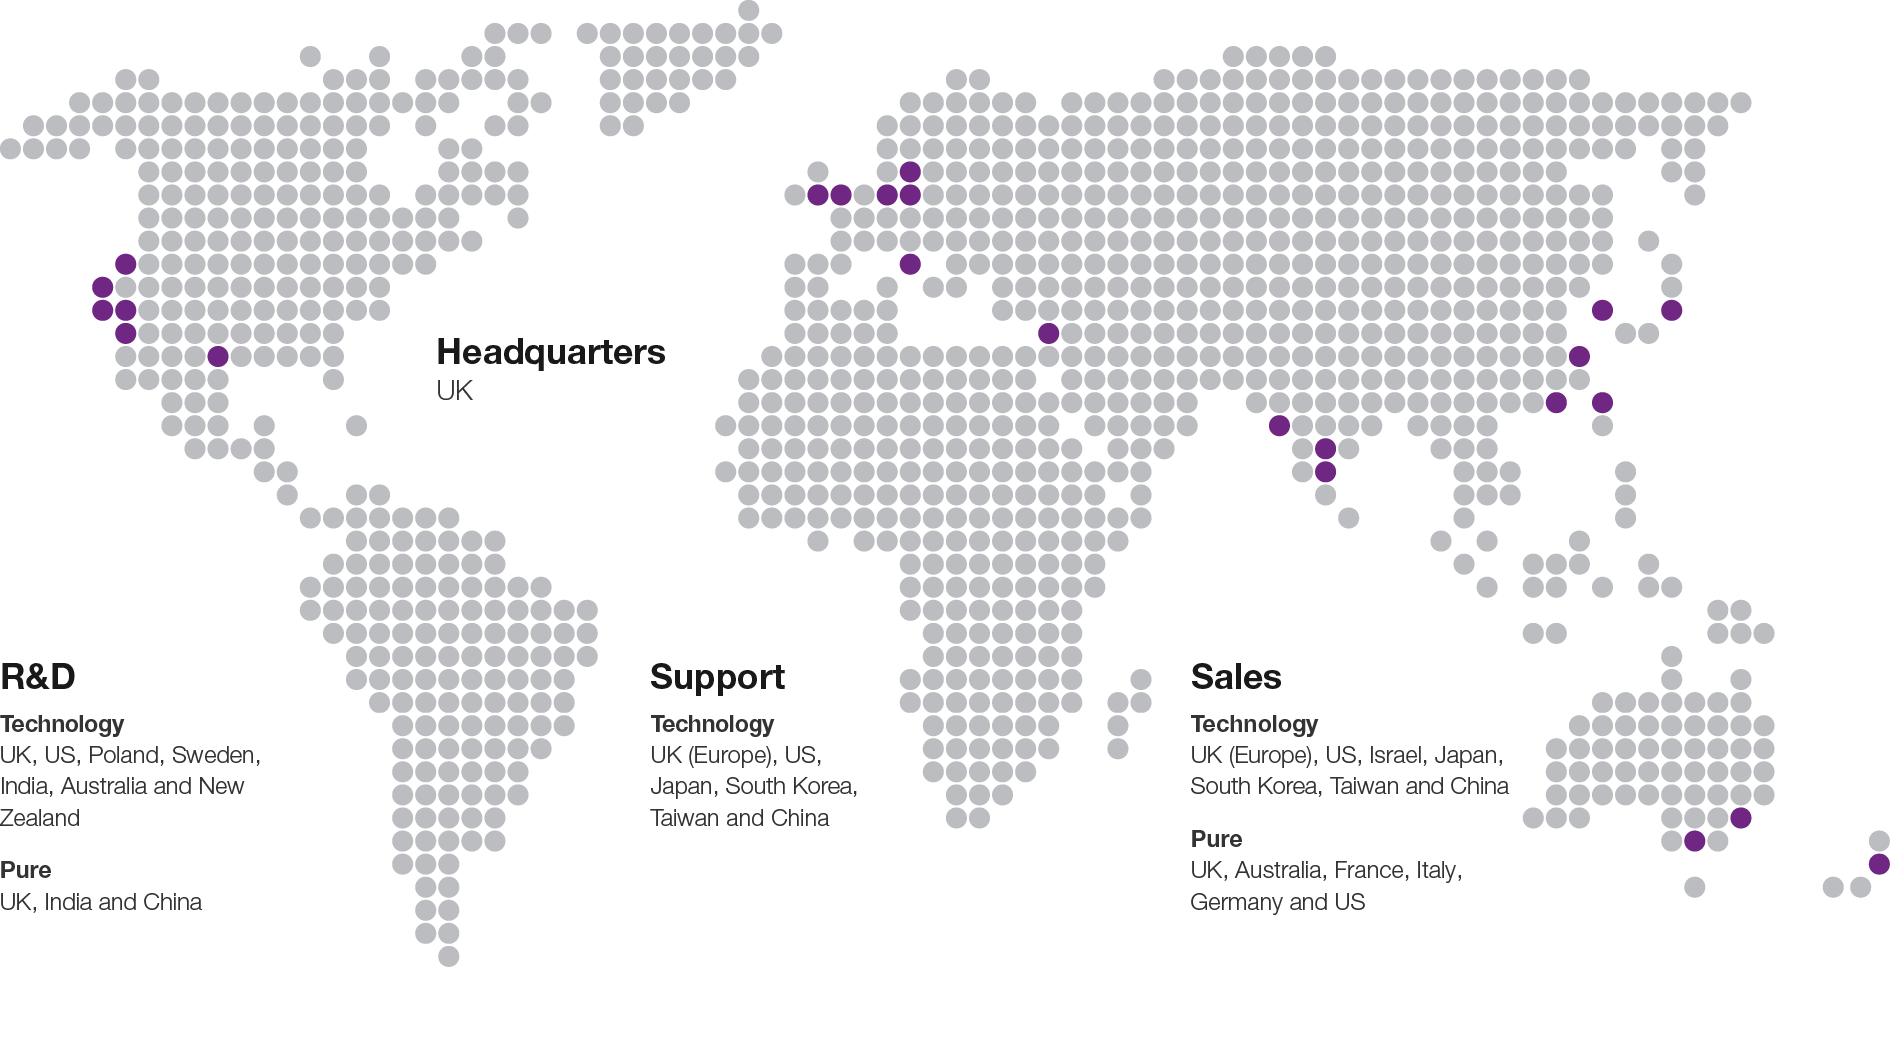 Headquarters
UK
R&D
Technology
UK, US, Poland, Sweden,
India, Australia and New
Zealand
Pure
UK, India and China
Support
Technology
UK (Europe), US,
Japan, South Korea,
Taiwan and China
Sales
Technology
UK (Europe), US, Israel, Japan,
South Korea, Taiwan and China
Pure
UK, Australia, France, Italy,
Germany and US